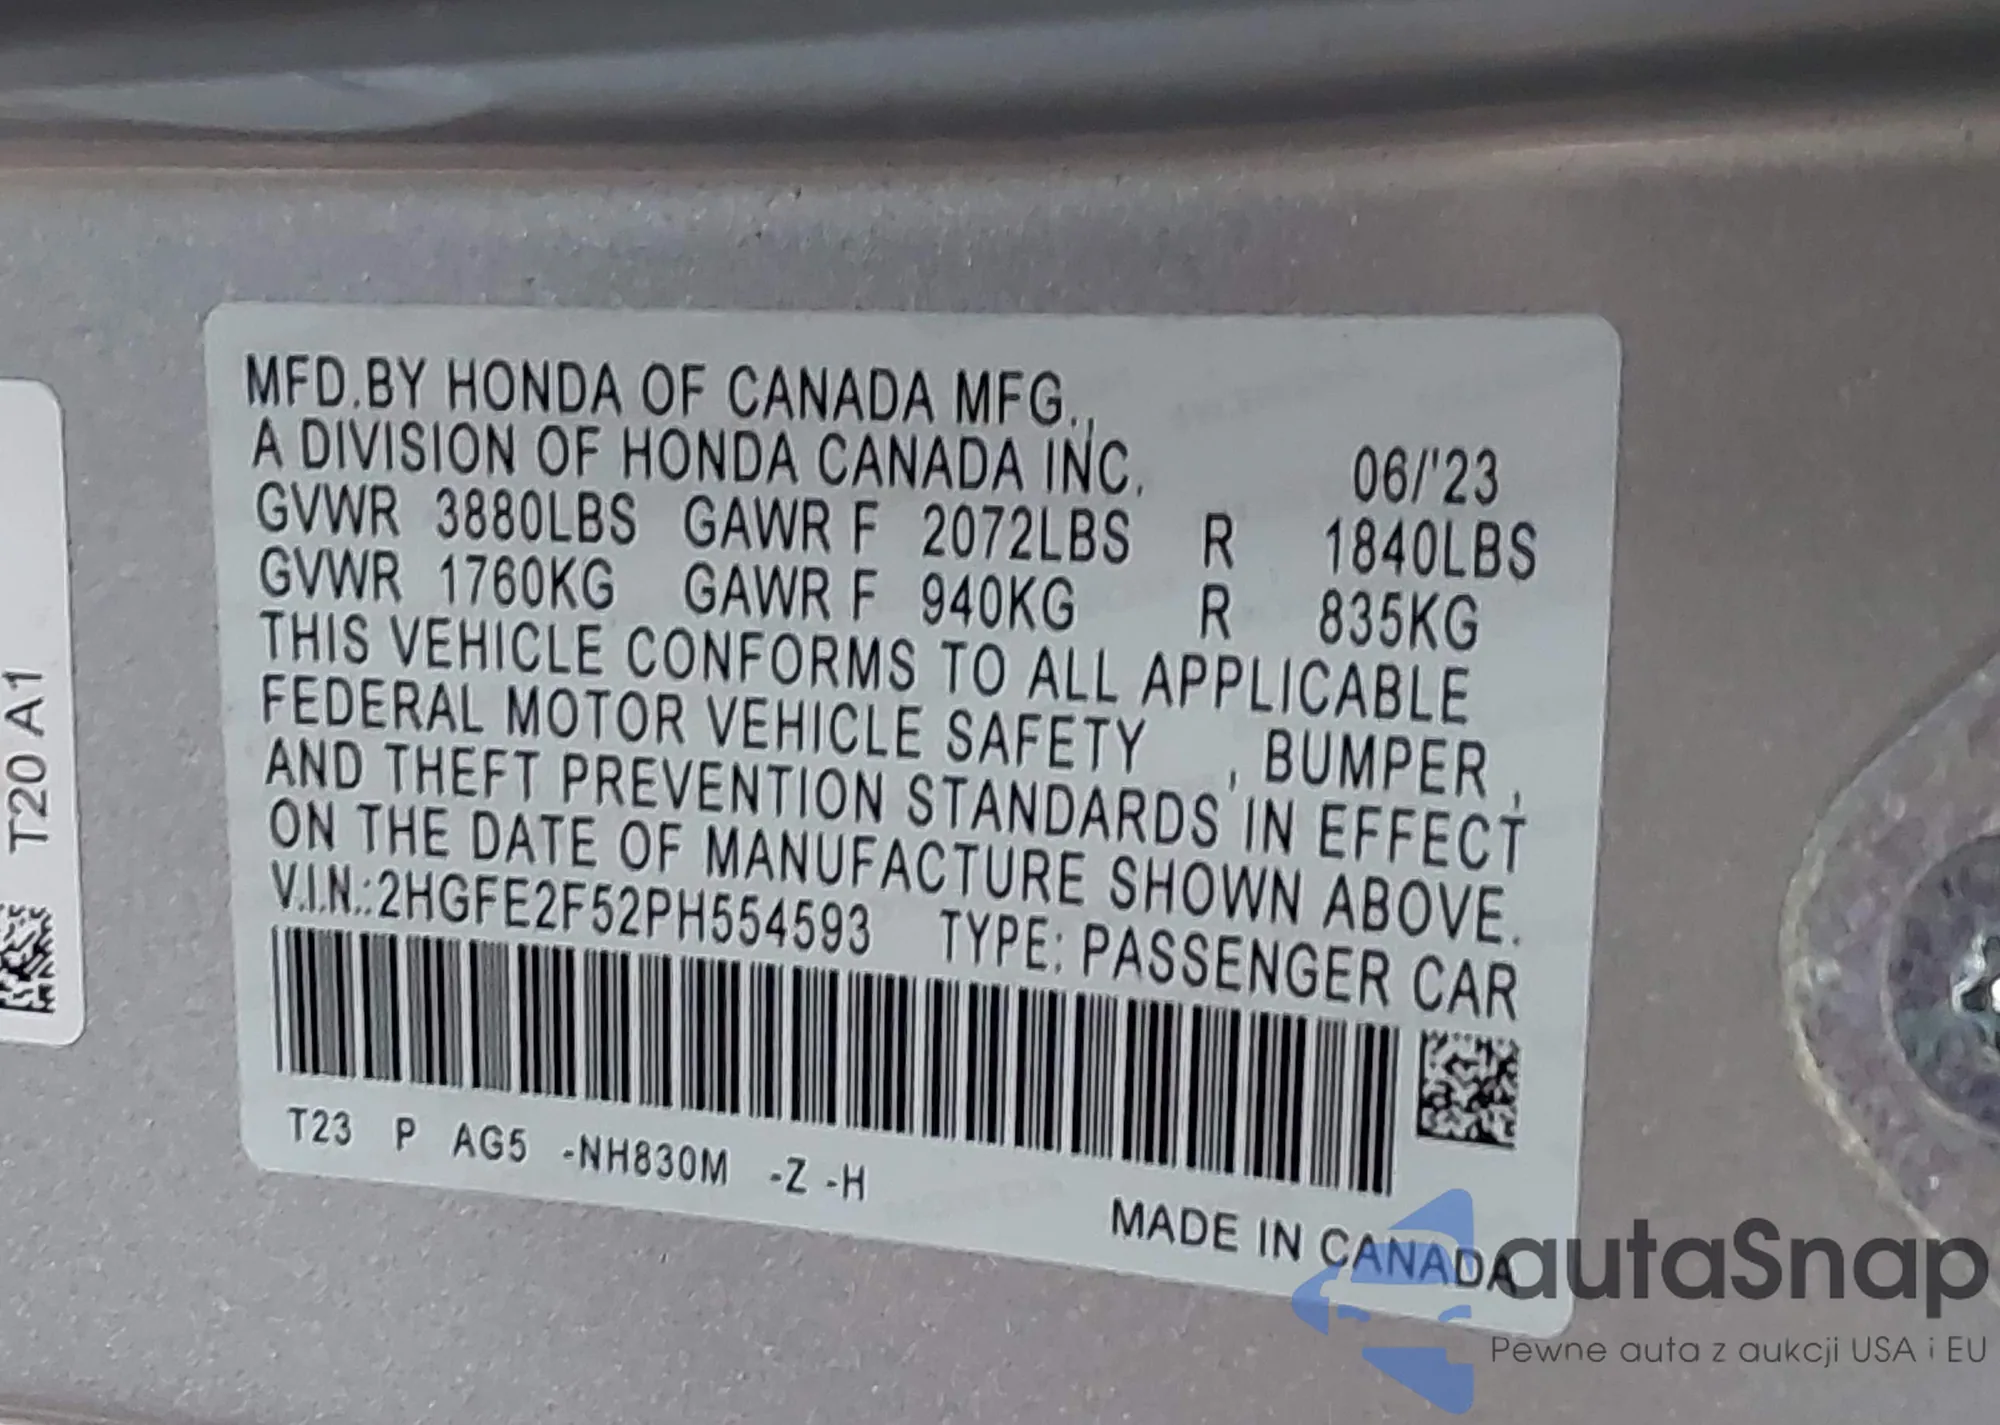 MFD.BY HONDA OF CANADA MFG.,
A DIVISION OF HONDA CANADA INC. 06/'23
GVWR 3880LBS GAWR F 2072LBS R 1840LBS
GVWR 1760KG GAWR F 940KG R 835KG
THIS VEHICLE CONFORMS TO ALL APPLICABLE
FEDERAL MOTOR VEHICLE SAFETY , BUMPER ,
AND THEFT PREVENTION STANDARDS IN EFFECT
ON THE DATE OF MANUFACTURE SHOWN ABOVE.
V.I.N.:2HGFE2F52PH554593 TYPE: PASSENGER CAR
T23 P AG5 -NH830M -Z -H
MADE IN CANADA
T20 A1
autaSnap
Pewne auta z aukcji USA i EU